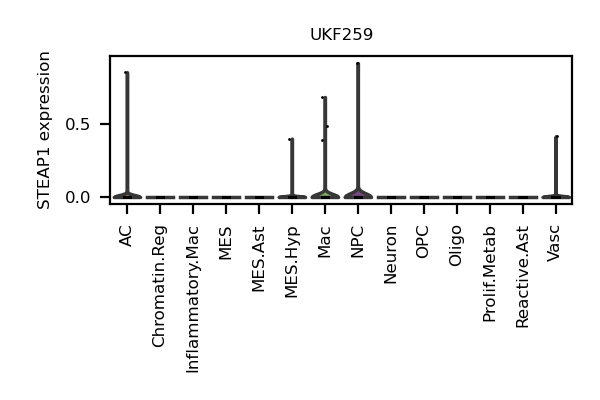 UKF259
STEAP1 expression
0.5
0.0
AC
Chromatin.Reg
Inflammatory.Mac
MES
MES.Ast
MES.Hyp
Mac
NPC
Neuron
OPC
Oligo
Prolif.Metab
Reactive.Ast
Vasc